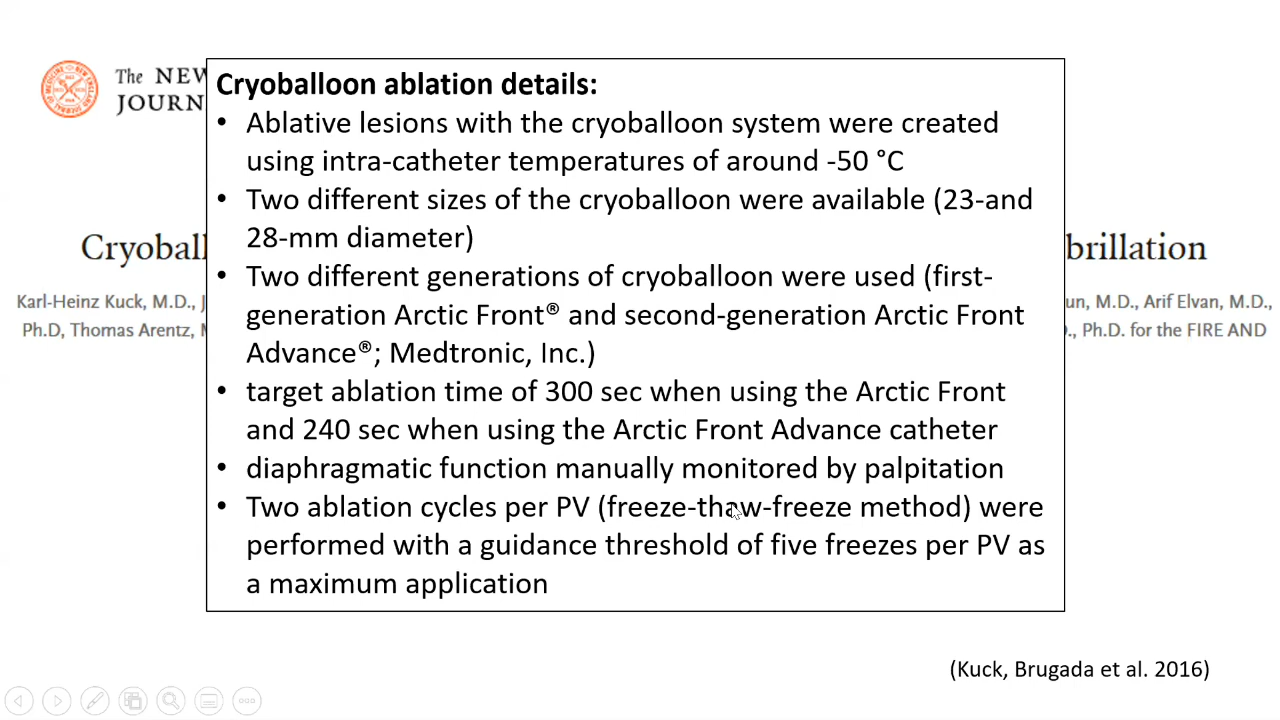 The NEW
JOURN
Cryoballoon ablation details:
• Ablative lesions with the cryoballoon system were created
using intra-catheter temperatures of around -50 °C
• Two different sizes of the cryoballoon were available (23-and
28-mm diameter)
• Two different generations of cryoballoon were used (first-
generation Arctic Front® and second-generation Arctic Front
Advance®; Medtronic, Inc.)
• target ablation time of 300 sec when using the Arctic Front
and 240 sec when using the Arctic Front Advance catheter
• diaphragmatic function manually monitored by palpitation
• Two ablation cycles per PV (freeze-thaw-freeze method) were
performed with a guidance threshold of five freezes per PV as
a maximum application
Cryobal
brillation
Karl-Heinz Kuck, M.D., J
un, M.D., Arif Elvan, M.D.,
Ph.D, Thomas Arentz, M
., Ph.D. for the FIRE AND
(Kuck, Brugada et al. 2016)